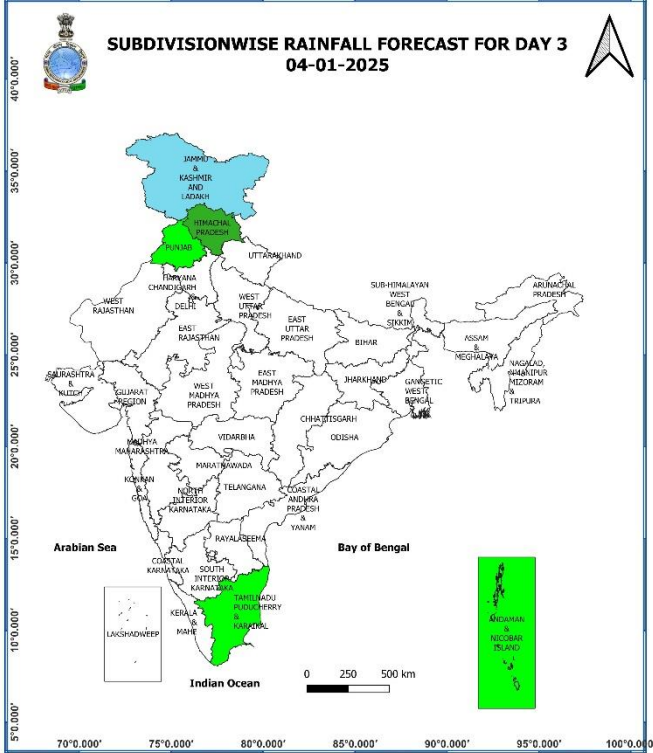 SUBDIVISIONWISE RAINFALL FORECAST FOR DAY 3
04-01-2025
40°0.000'
35°0.000'
30°0.000'
25°0.000'
20°0.000'
15°0.000'
10°0.000'
5°0.000'
JAMMU
&
KASHMIR
AND
LADAKH
HIMACHAL
PRADESH
PUNJAB
UTTARAKHAND
HARYANA
CHANDIGARH
DELHI
WEST
RAJASTHAN
WEST
UTTAR
PRADESH
EAST
UTTAR
PRADESH
SUB-HIMALAYAN
WEST
BENGAL
&
SIKKIM
ARUNACHAL
PRADESH
EAST
RAJASTHAN
BIHAR
ASSAM
&
MEGHALAYA
NAGALAD,
MANIPUR
MIZORAM
&
TRIPURA
SAURASHTRA
&
KUTCH
GUJARAT
REGION
WEST
MADHYA
PRADESH
EAST
MADHYA
PRADESH
JHARKHAND
GANGETIC
WEST
BENGAL
CHHATTISGARH
ODISHA
VIDARBHA
MADHYA
MAHARASHTRA
MARATHAWADA
KONKAN
&
GOA
NORTH
INTERIOR
KARNATAKA
TELANGANA
COASTAL
ANDHRA
PRADESH
&
YANAM
RAYALASEEMA
Arabian Sea
Bay of Bengal
COASTAL
KARNATAKA
SOUTH
INTERIOR
KARNATAKA
TAMILNADU
PUDUCHERRY
&
KARAIKAL
KERALA
&
MAHE
LAKSHADWEEP
ANDAMAN
&
NICOBAR
ISLAND
Indian Ocean
0 250 500 km
70°0.000' 75°0.000' 80°0.000' 85°0.000' 90°0.000' 95°0.000' 100°0.000'